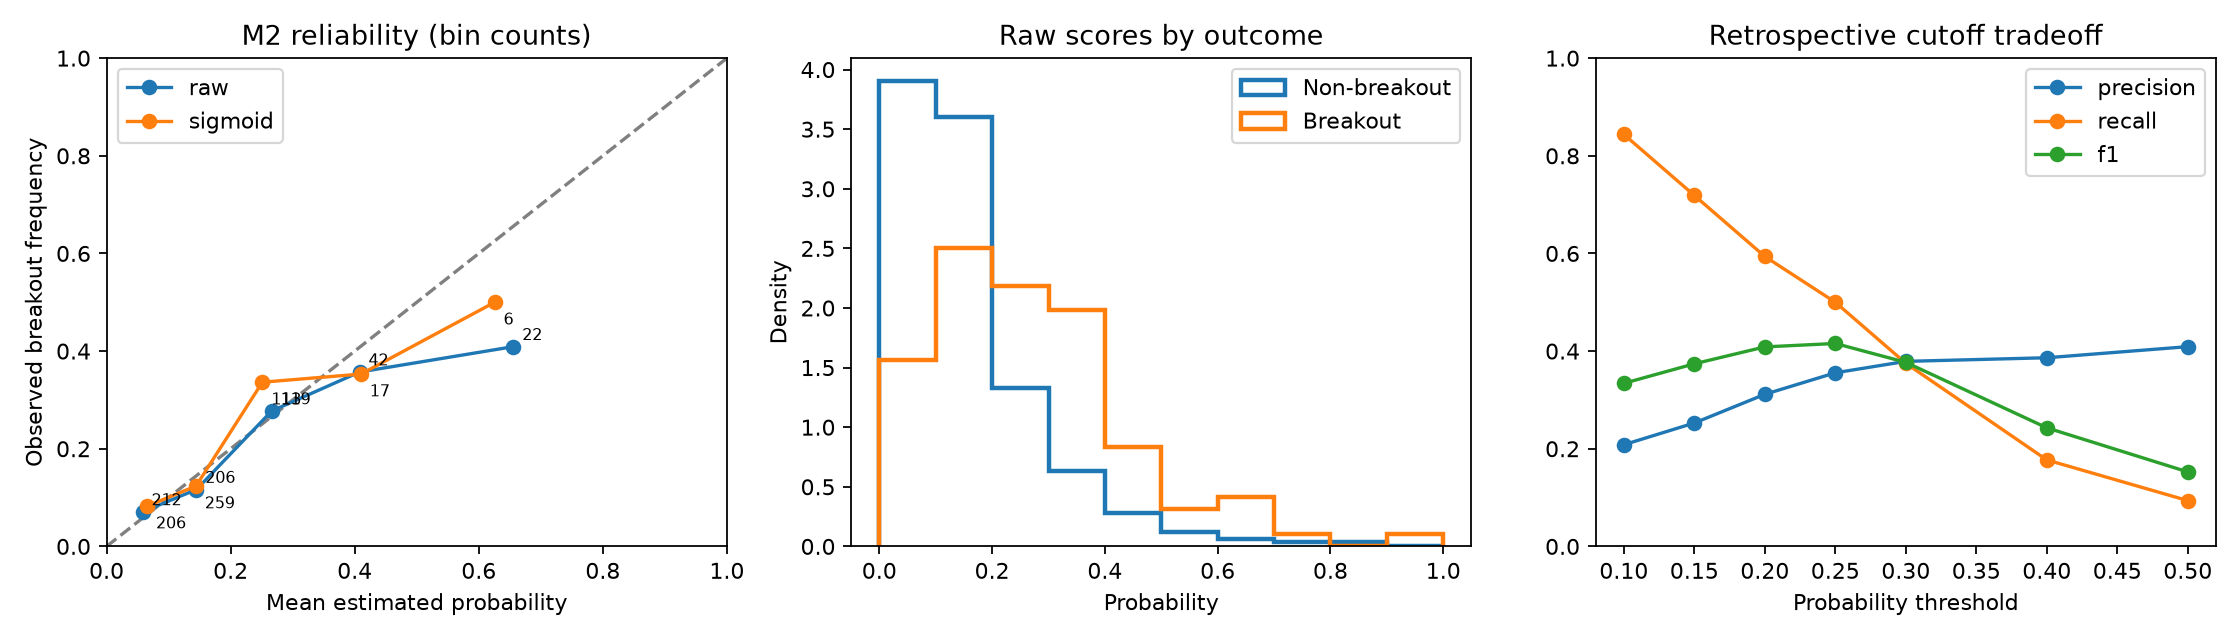 M2 reliability (bin counts)
raw
sigmoid
Observed breakout frequency
1.0
0.8
0.6
0.4
0.2
0.0
6
22
42
17
139
206
259
212
206
0.0 0.2 0.4 0.6 0.8 1.0
Mean estimated probability
Raw scores by outcome
Non-breakout
Breakout
Density
4.0
3.5
3.0
2.5
2.0
1.5
1.0
0.5
0.0
0.0 0.2 0.4 0.6 0.8 1.0
Probability
Retrospective cutoff tradeoff
precision
recall
f1
1.0
0.8
0.6
0.4
0.2
0.0
0.10 0.15 0.20 0.25 0.30 0.35 0.40 0.45 0.50
Probability threshold